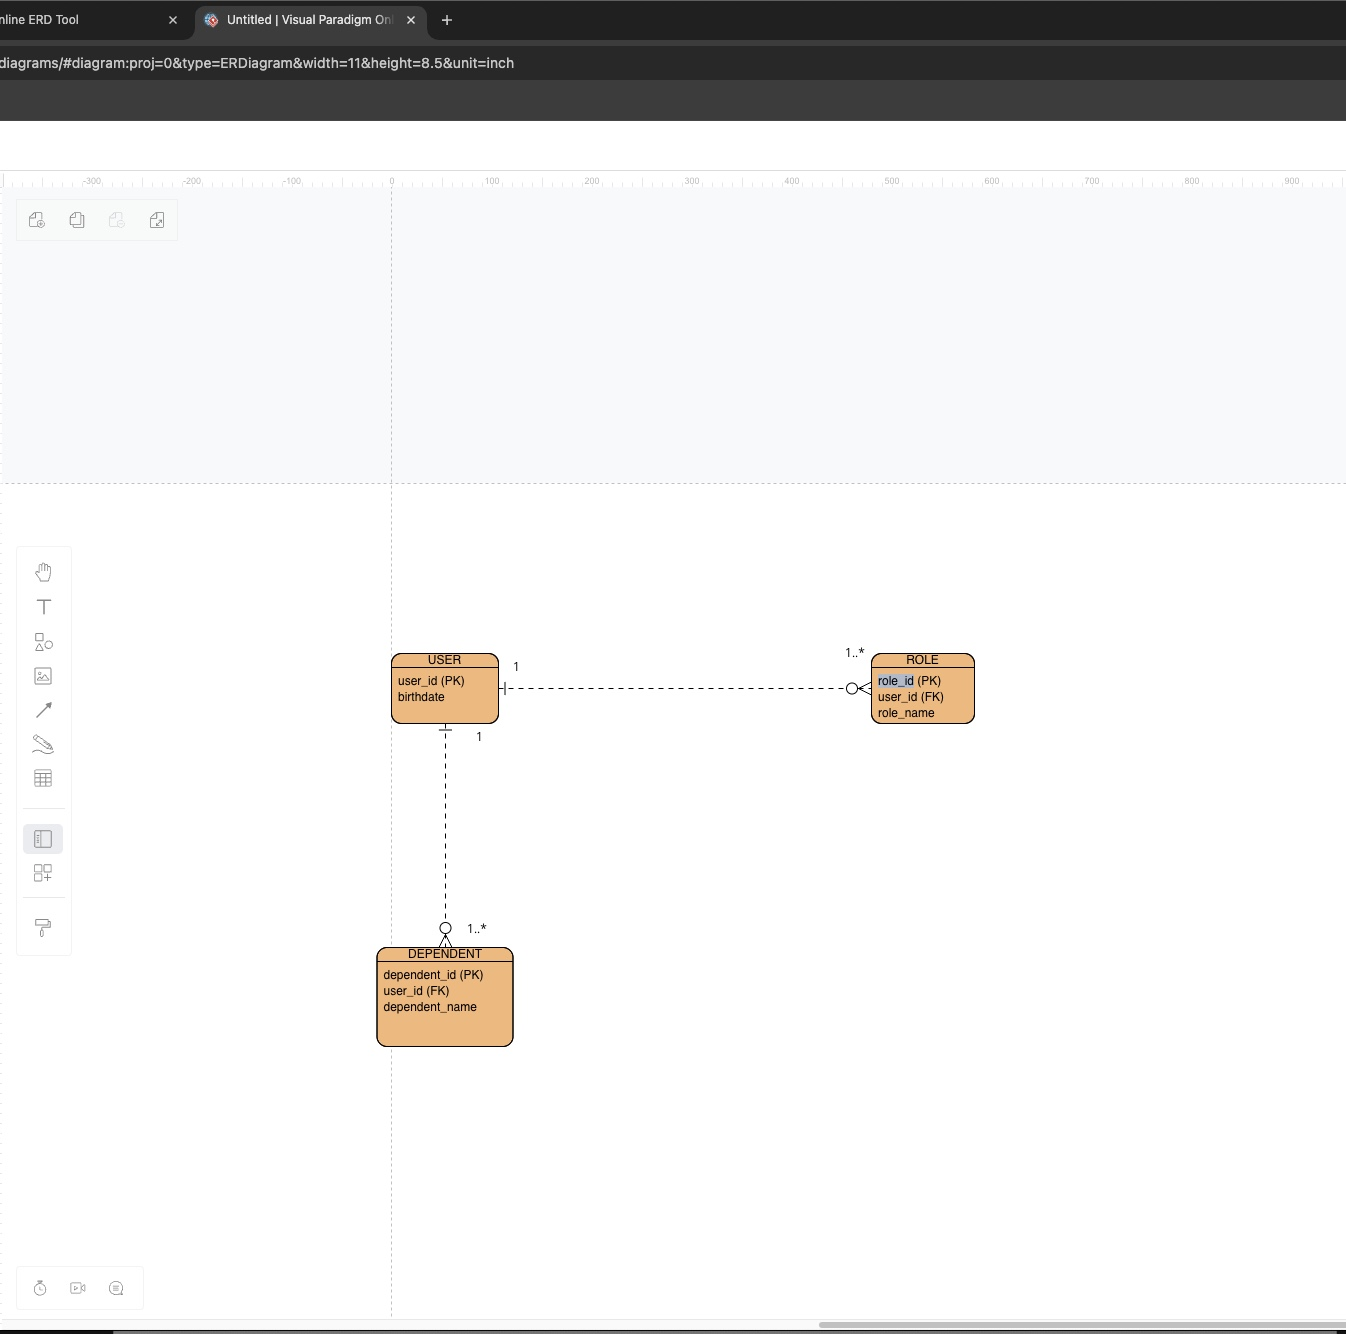 nline ERD Tool
Untitled | Visual Paradigm Onl
diagrams/#diagram:proj=0&type=ERDiagram&width=11&height=8.5&unit=inch
-300 -200 -100 0 100 200 300 400 500 600 700 800 900
USER
user_id (PK)
birthdate
1
1..*
ROLE
role_id (PK)
user_id (FK)
role_name
1
1..*
DEPENDENT
dependent_id (PK)
user_id (FK)
dependent_name